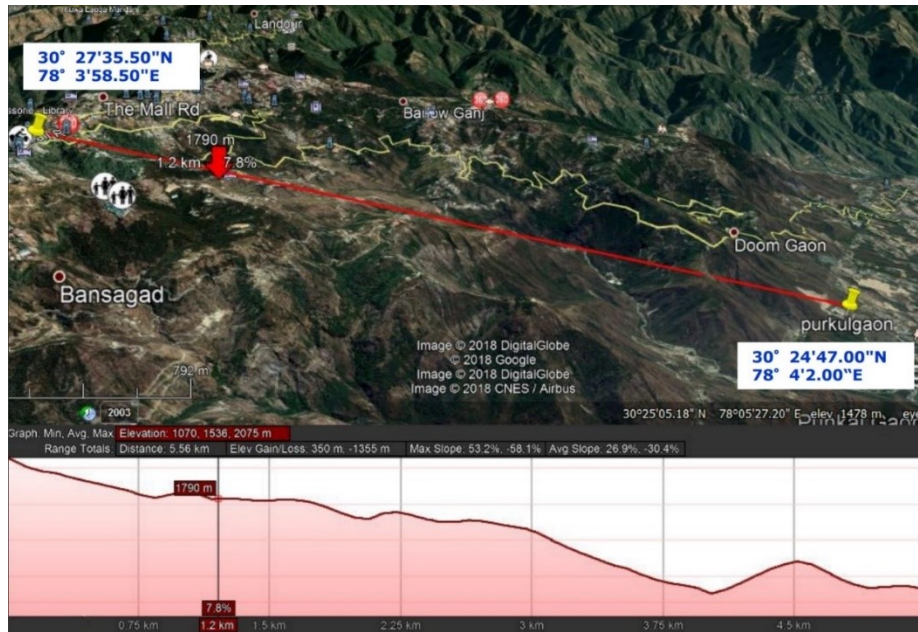 Landour
30° 27'35.50"N
78° 3'58.50"E
Library
The Mall Rd
Barlow Ganj
1790 m
1.2 km 7.8%
Doom Gaon
Bansagad
purkulgaon
Image © 2018 DigitalGlobe
© 2018 Google
Image © 2018 DigitalGlobe
Image © 2018 CNES / Airbus
30° 24'47.00"N
78° 4'2.00"E
792 m
2003
30°25'05.18" N 78°05'27.20" E elev 1478 m eye
Graph: Min, Avg, Max Elevation: 1070, 1536, 2075 m
Range Totals: Distance: 5.56 km Elev Gain/Loss: 350 m, -1355 m Max Slope: 53.2%, -58.1% Avg Slope: 26.9%, -30.4%
1790 m
7.8%
0.75 km 1.2 km 1.5 km 2.25 km 3 km 3.75 km 4.5 km